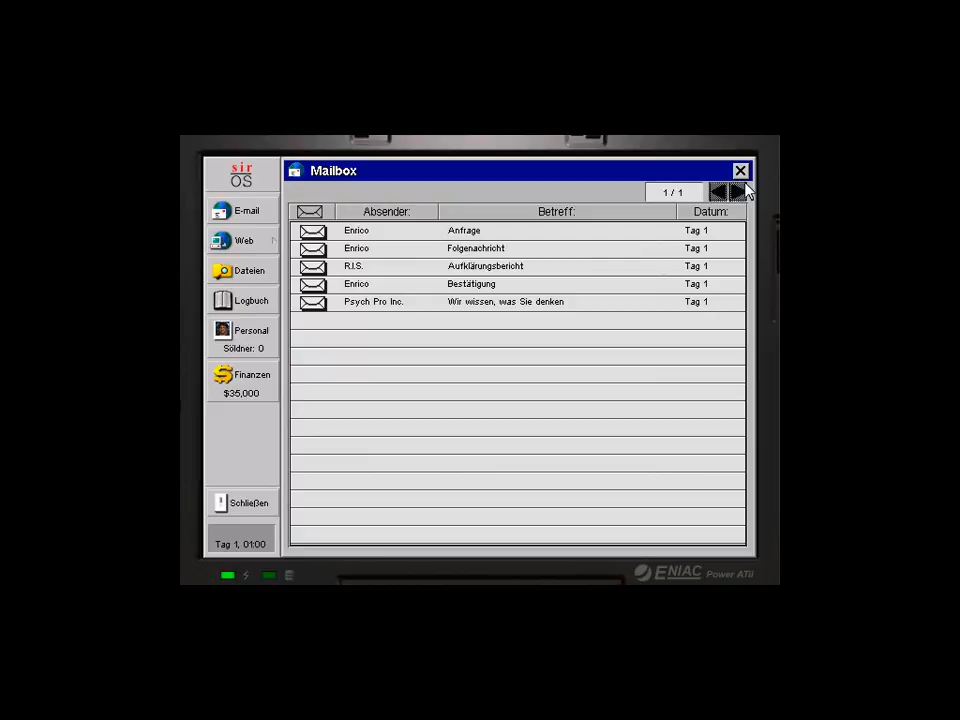 sir
OS
E-mail
Web
Dateien
Logbuch
Personal
Söldner: 0
Finanzen
$35,000
Schließen
Tag 1, 01:00
Mailbox
1 / 1
Absender: Betreff: Datum:
Enrico Anfrage Tag 1
Enrico Folgenachricht Tag 1
R.I.S. Aufklärungsbericht Tag 1
Enrico Bestätigung Tag 1
Psych Pro Inc. Wir wissen, was Sie denken Tag 1
ENIAC Power ATil